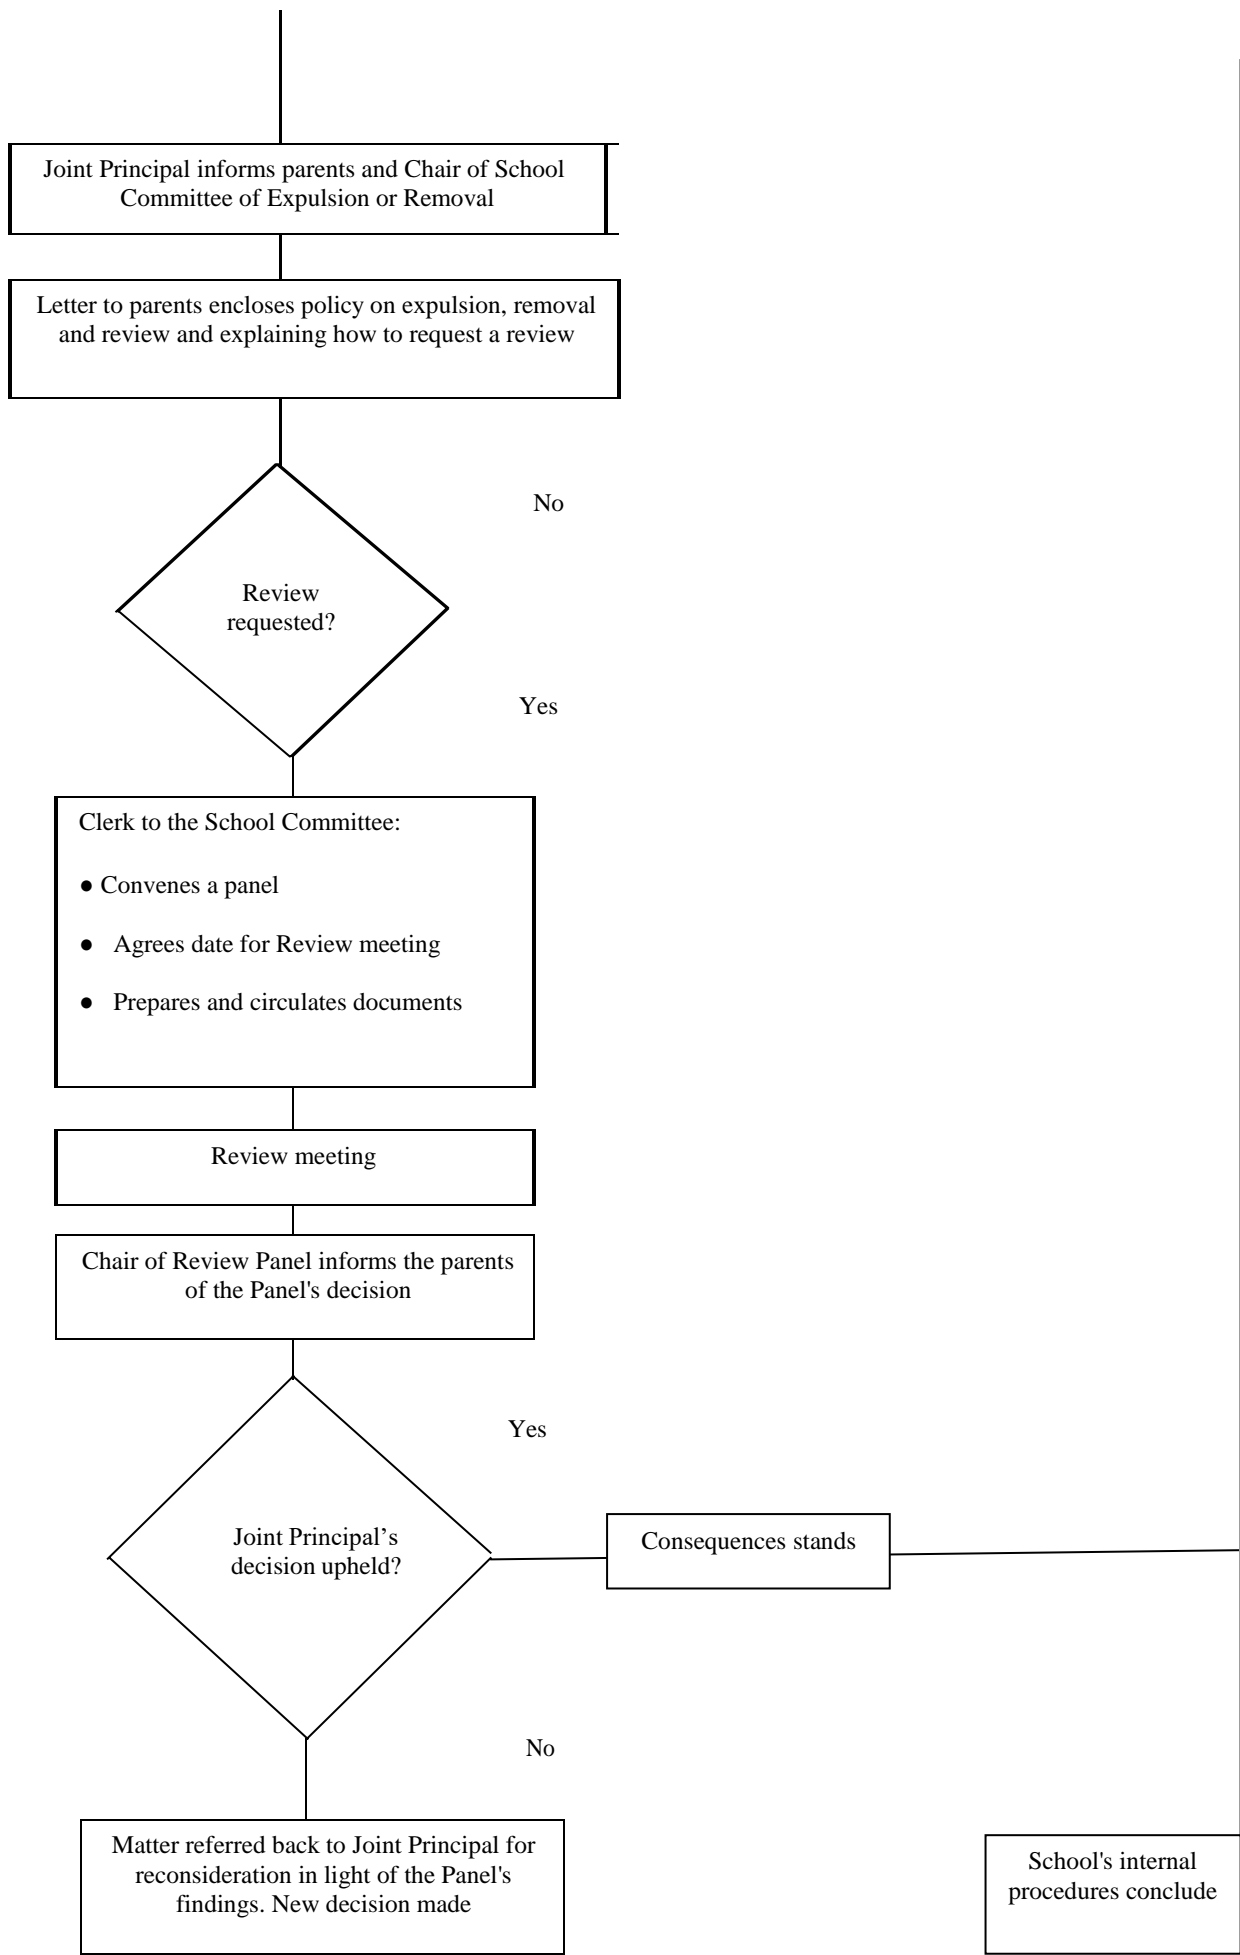 Joint Principal informs parents and Chair of School
Committee of Expulsion or Removal
Letter to parents encloses policy on expulsion, removal
and review and explaining how to request a review
No
Review
requested?
Yes
Clerk to the School Committee:
● Convenes a panel
● Agrees date for Review meeting
● Prepares and circulates documents
Review meeting
Chair of Review Panel informs the parents
of the Panel's decision
Yes
Joint Principal’s
decision upheld?
Consequences stands
No
Matter referred back to Joint Principal for
reconsideration in light of the Panel's
findings. New decision made
School's internal
procedures conclude